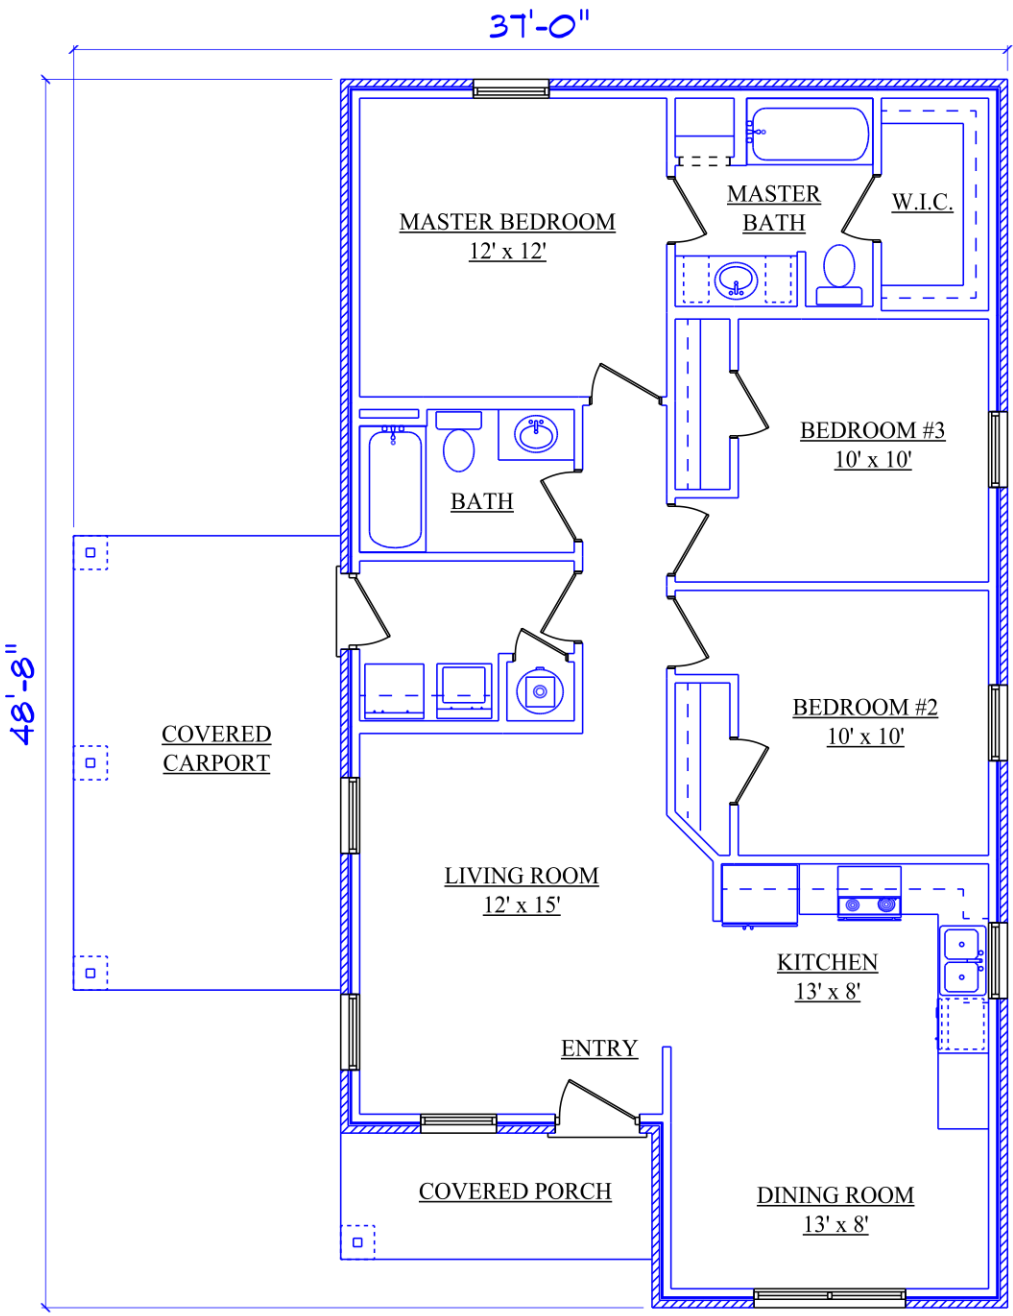 37'-0"
MASTER BEDROOM
12' x 12'
MASTER
BATH
W.I.C.
BEDROOM #3
10' x 10'
BATH
48'-8"
COVERED
CARPORT
BEDROOM #2
10' x 10'
LIVING ROOM
12' x 15'
KITCHEN
13' x 8'
ENTRY
COVERED PORCH
DINING ROOM
13' x 8'